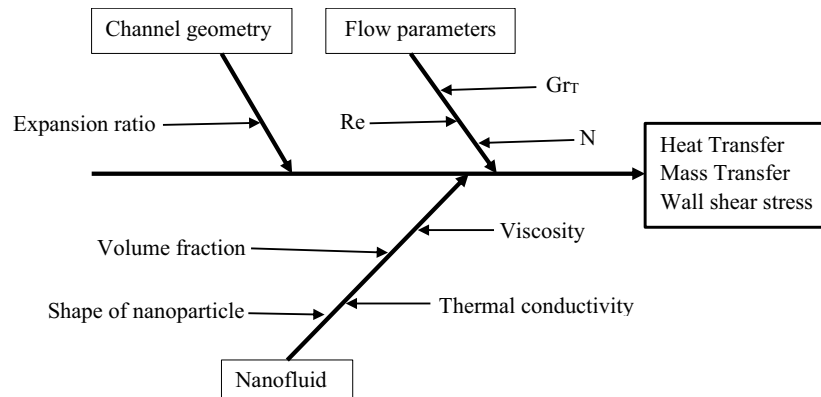 Channel geometry
Flow parameters
Gr_T
Expansion ratio
Re
N
Heat Transfer
Mass Transfer
Wall shear stress
Viscosity
Volume fraction
Shape of nanoparticle
Thermal conductivity
Nanofluid